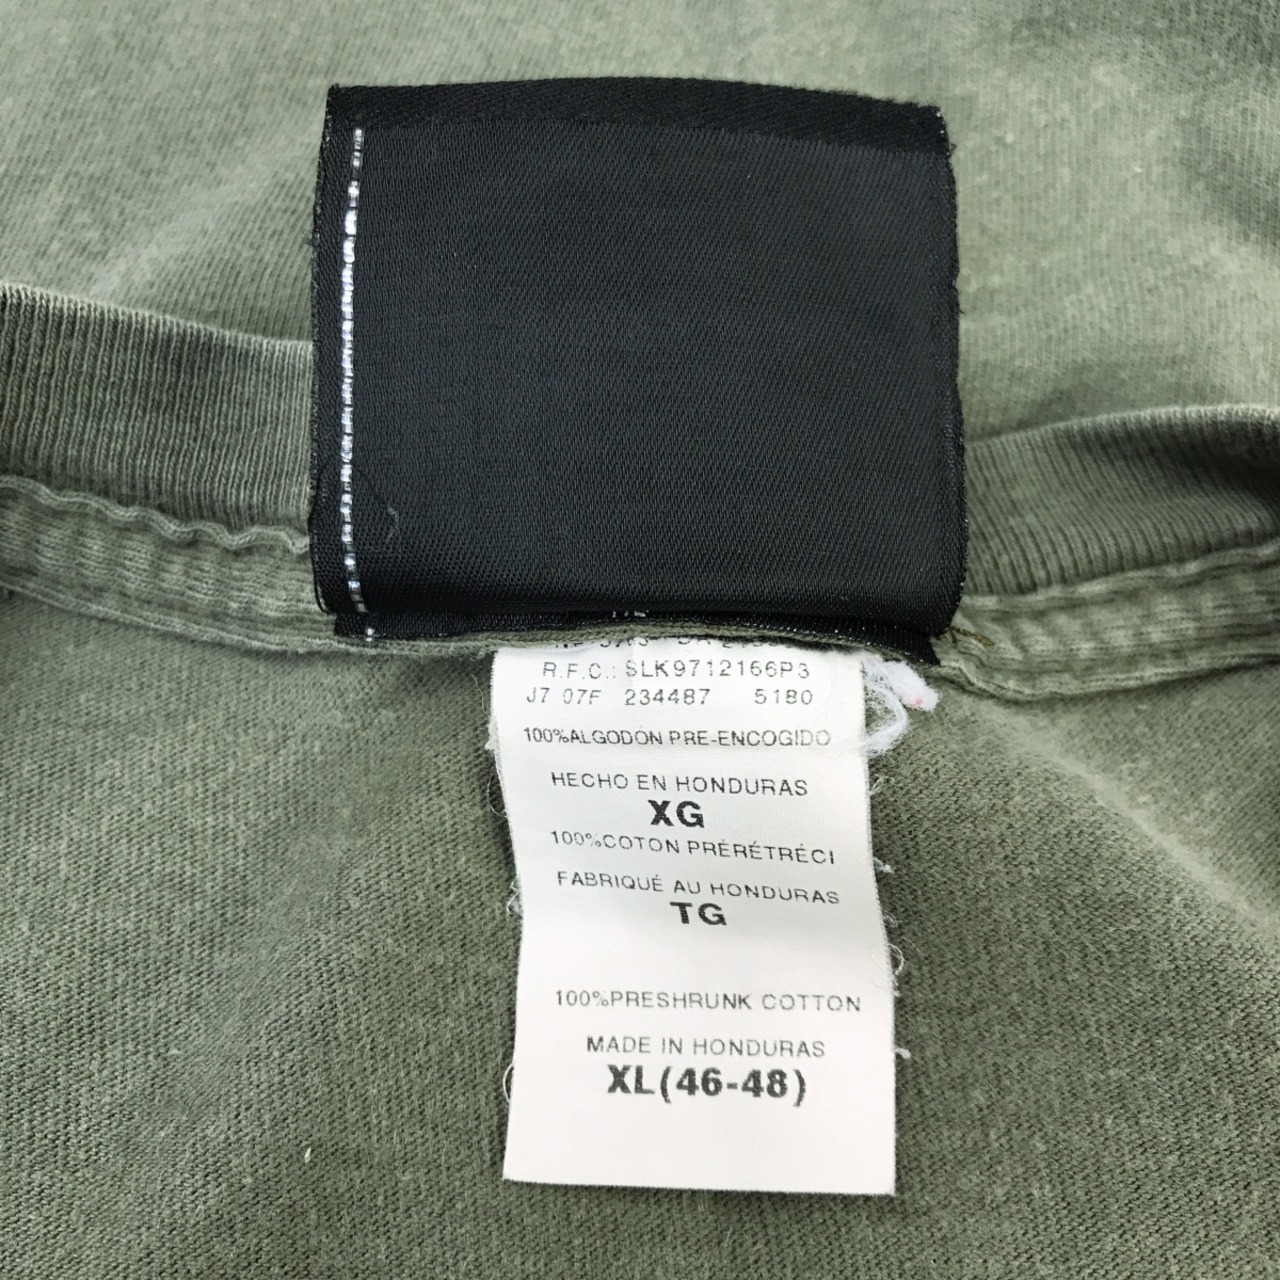 R.F.C.: SLK9712166P3
J7 07F 234487 5180
100%ALGODÓN PRE-ENCOGIDO
HECHO EN HONDURAS
XG
100%COTON PRÉRÉTRÉCI
FABRIQUÉ AU HONDURAS
TG
100%PRESHRUNK COTTON
MADE IN HONDURAS
XL(46-48)